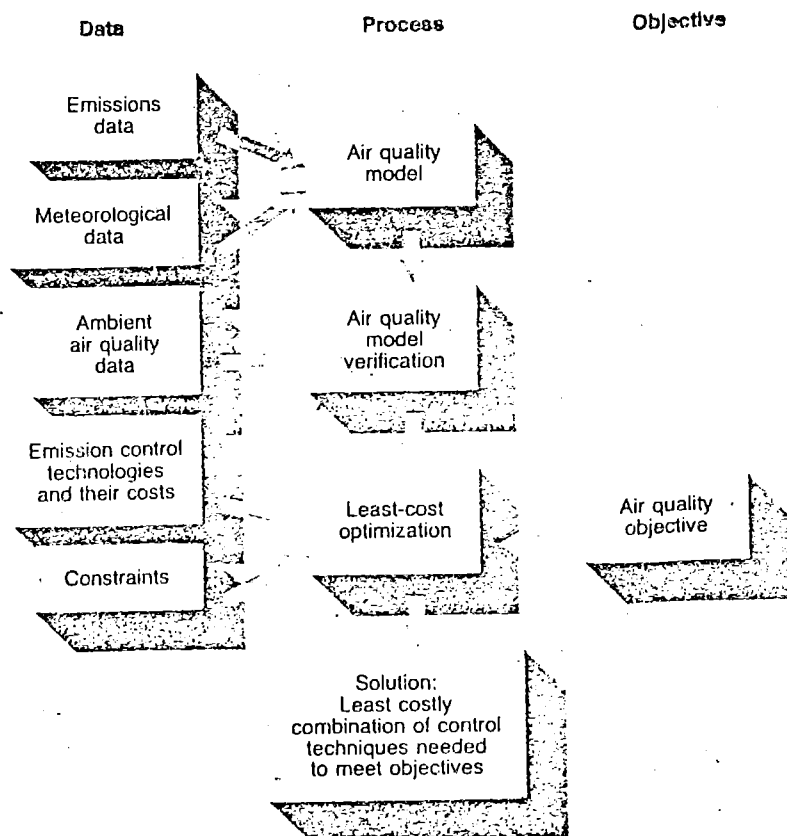 Data
Process
Objective
Emissions
data
Meteorological
data
Ambient
air quality
data
Emission control
technologies
and their costs
Constraints
Air quality
model
Air quality
model
verification
Least-cost
optimization
Solution:
Least costly
combination of control
techniques needed
to meet objectives
Air quality
objective